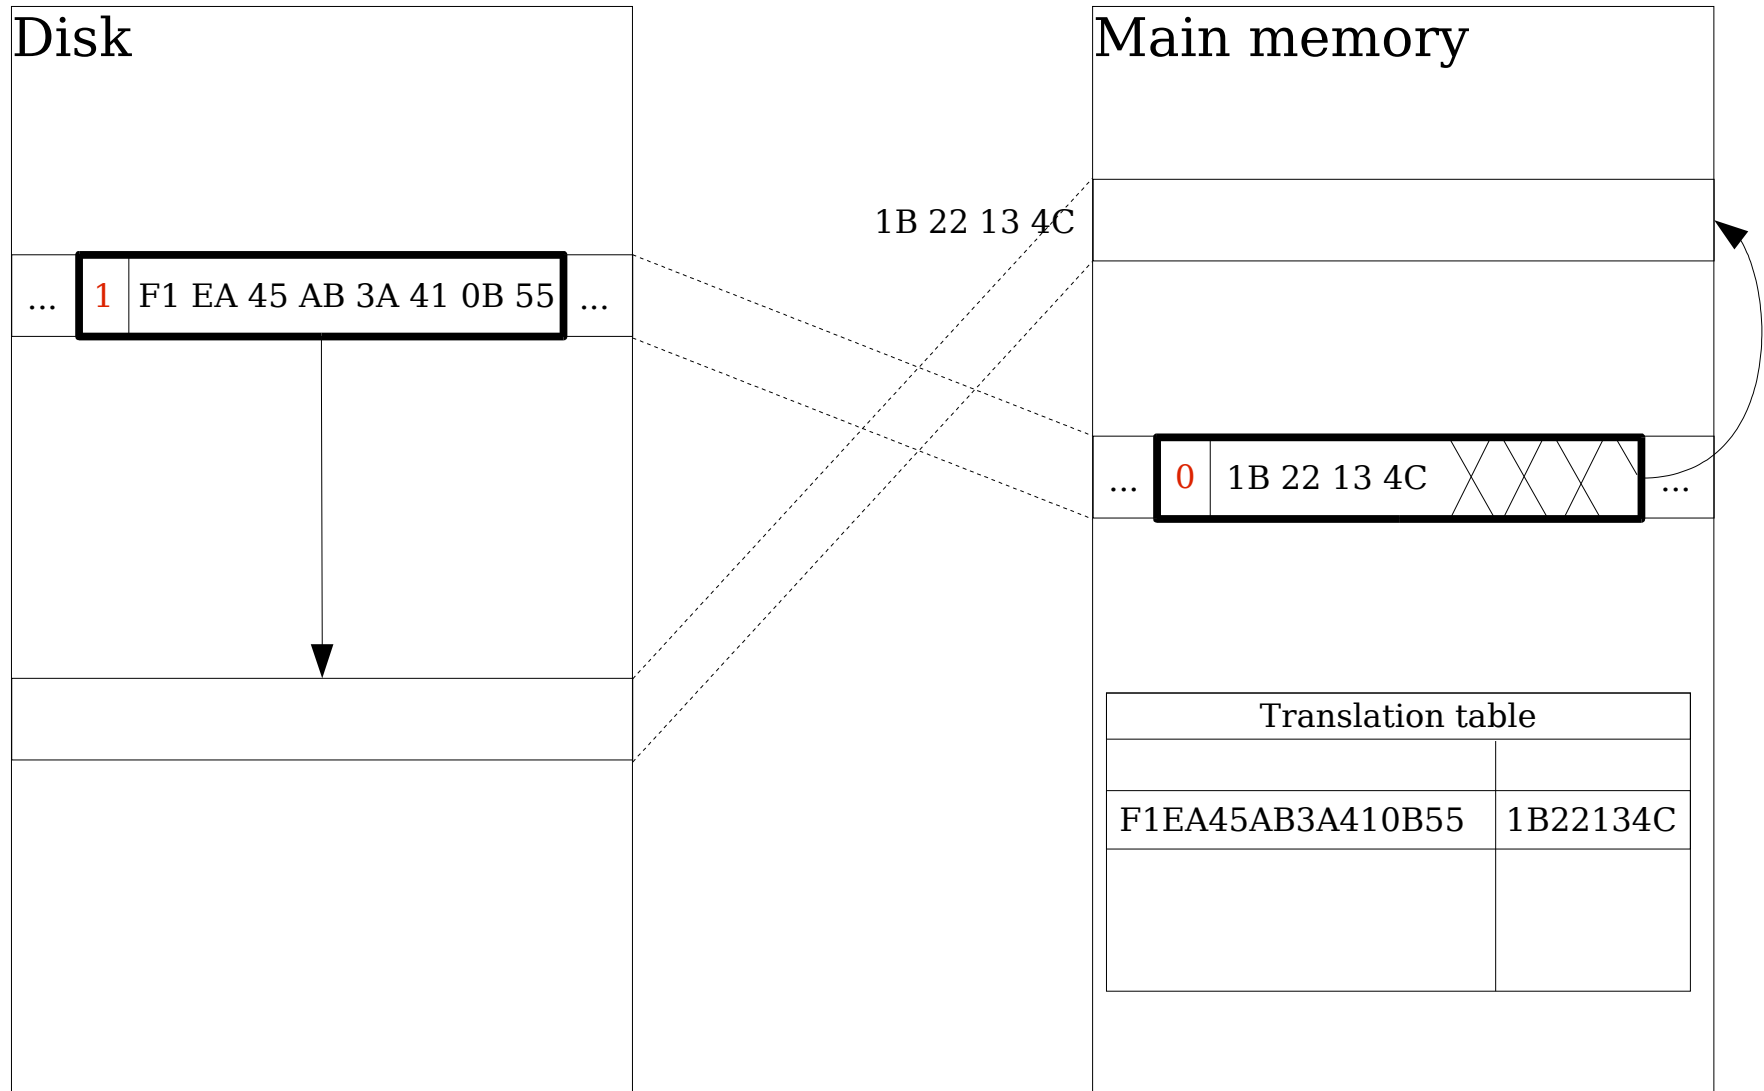 Disk
... 1 F1 EA 45 AB 3A 41 0B 55 ...
Main memory
1B 22 13 4C
... 0 1B 22 13 4C ...
Translation table
F1EA45AB3A410B55 1B22134C